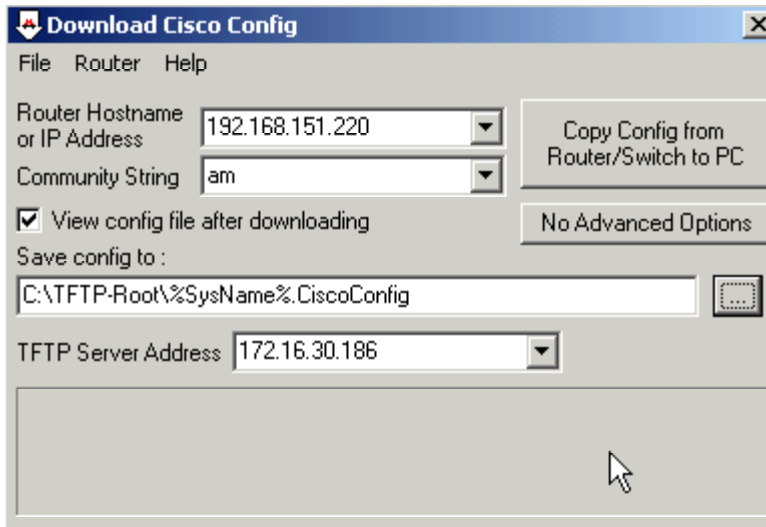 Download Cisco Config
File Router Help
Router Hostname
or IP Address
192.168.151.220
Copy Config from
Router/Switch to PC
Community String
am
View config file after downloading
No Advanced Options
Save config to :
C:\TFTP-Root\%SysName%.CiscoConfig
...
TFTP Server Address
172.16.30.186